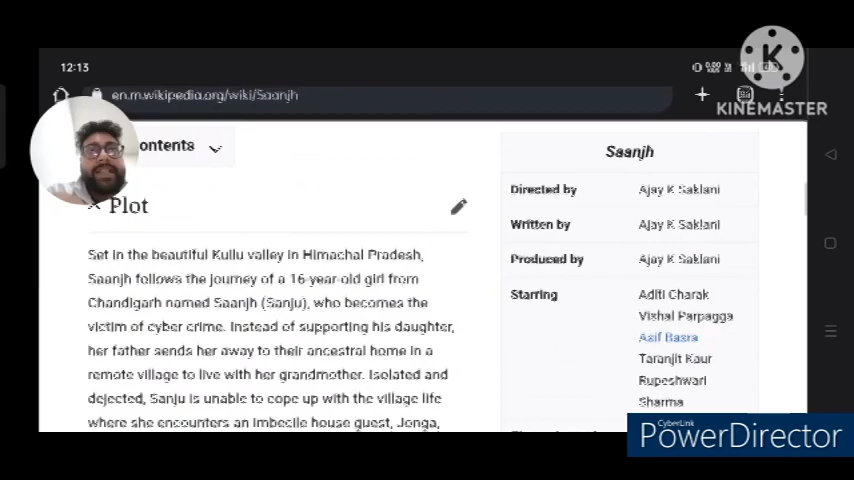 12:13
en.m.wikipedia.org/wiki/Saanjh
KINEMASTER
ontents
Plot
Set in the beautiful Kullu valley in Himachal Pradesh,
Saanjh follows the journey of a 16-year-old girl from
Chandigarh named Saanjh (Sanju), who becomes the
victim of cyber crime. Instead of supporting his daughter,
her father sends her away to their ancestral home in a
remote village to live with her grandmother. Isolated and
dejected, Sanju is unable to cope up with the village life
where she encounters an imbecile house guest, Jonga,
Saanjh
Directed by Ajay K Saklani
Written by Ajay K Saklani
Produced by Ajay K Saklani
Starring Aditi Charak
Vishal Parpagga
Asif Basra
Taranjit Kaur
Rupeshwari
Sharma
CyberLink
PowerDirector